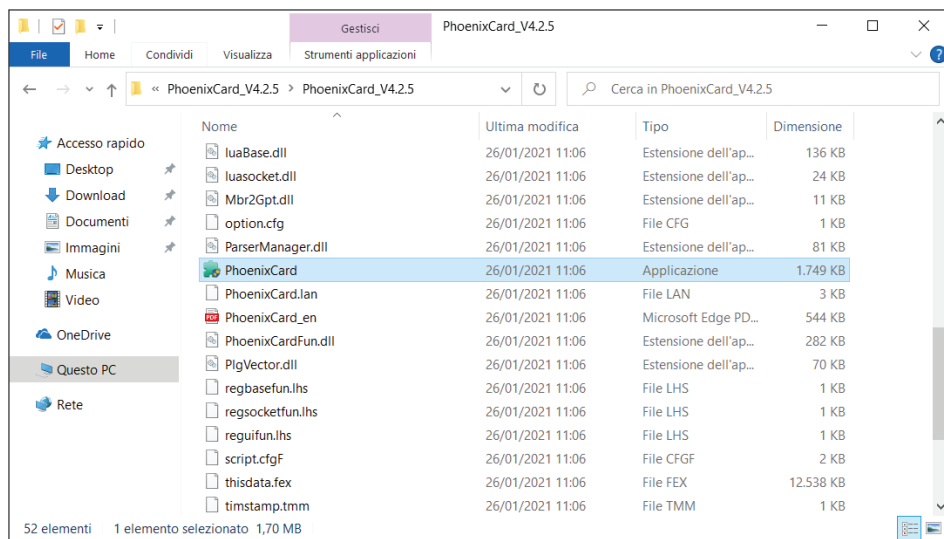 Gestisci PhoenixCard_V4.2.5
File Home Condividi Visualizza Strumenti applicazioni ?
« PhoenixCard_V4.2.5 > PhoenixCard_V4.2.5 Cerca in PhoenixCard_V4.2.5
Nome Ultima modifica Tipo Dimensione
Accesso rapido
Desktop
Download
Documenti
Immagini
Musica
Video
OneDrive
Questo PC
Rete
luaBase.dll 26/01/2021 11:06 Estensione dell'ap... 136 KB
luasocket.dll 26/01/2021 11:06 Estensione dell'ap... 24 KB
Mbr2Gpt.dll 26/01/2021 11:06 Estensione dell'ap... 11 KB
option.cfg 26/01/2021 11:06 File CFG 1 KB
ParserManager.dll 26/01/2021 11:06 Estensione dell'ap... 81 KB
PhoenixCard 26/01/2021 11:06 Applicazione 1.749 KB
PhoenixCard.lan 26/01/2021 11:06 File LAN 3 KB
PDF PhoenixCard_en 26/01/2021 11:06 Microsoft Edge PD... 544 KB
PhoenixCardFun.dll 26/01/2021 11:06 Estensione dell'ap... 282 KB
PlgVector.dll 26/01/2021 11:06 Estensione dell'ap... 70 KB
regbasefun.lhs 26/01/2021 11:06 File LHS 1 KB
regsocketfun.lhs 26/01/2021 11:06 File LHS 1 KB
reguifun.lhs 26/01/2021 11:06 File LHS 1 KB
script.cfgF 26/01/2021 11:06 File CFGF 2 KB
thisdata.fex 26/01/2021 11:06 File FEX 12.538 KB
timstamp.tmm 26/01/2021 11:06 File TMM 1 KB
52 elementi 1 elemento selezionato 1,70 MB